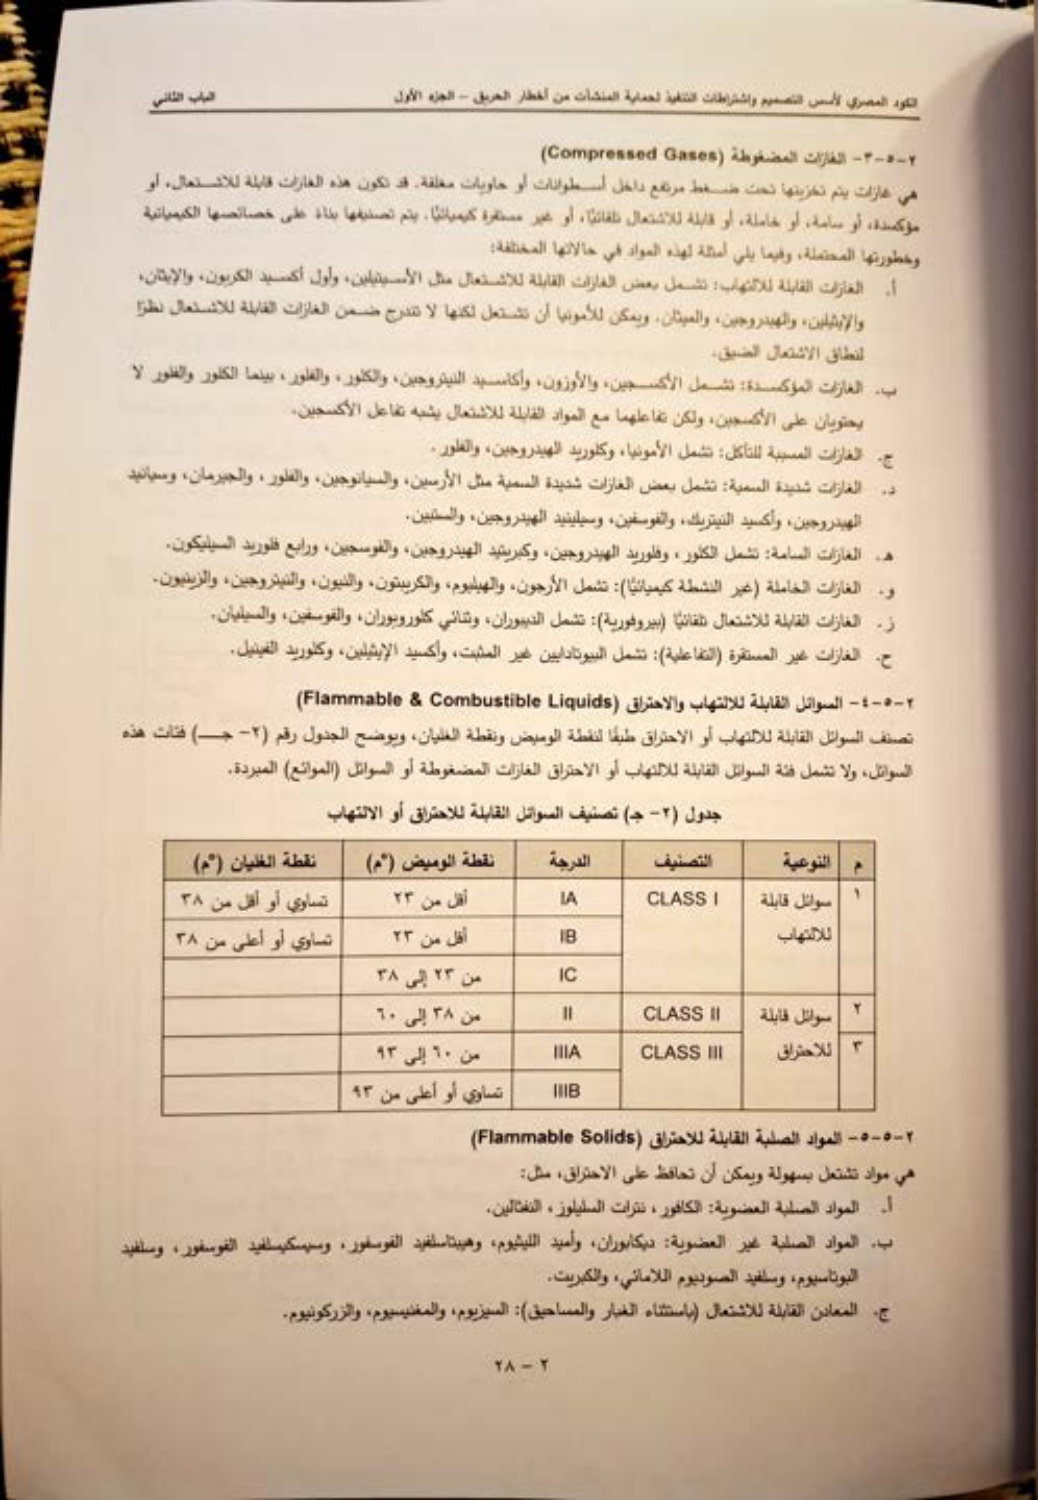 الكود المصري لأسس التصميم واشتراطات التنفيذ لحماية المنشآت من أخطار الحريق – الجزء الأول الباب الثاني
٢-٥-٣- الغازات المضغوطة (Compressed Gases)
هي غازات يتم تخزينها تحت ضغط مرتفع داخل أسطوانات أو حاويات مغلقة. قد تكون هذه الغازات قابلة للاشتعال، أو
مؤكسدة، أو سامة، أو خاملة، أو قابلة للاشتعال تلقائيًا، أو غير مستقرة كيميائيًا. يتم تصنيفها بناءً على خصائصها الكيميائية
وخطورتها المحتملة، وفيما يلي أمثلة لهذه المواد في حالاتها المختلفة:
أ. الغازات القابلة للالتهاب: تشمل بعض الغازات القابلة للاشتعال مثل الأسيتيلين، وأول أكسيد الكربون، والإيثان،
والإيثيلين، والهيدروجين، والميثان. ويمكن للأمونيا أن تشتعل لكنها لا تندرج ضمن الغازات القابلة للاشتعال نظرًا
لنطاق الاشتعال الضيق.
ب. الغازات المؤكسدة: تشمل الأكسجين، والأوزون، وأكاسيد النيتروجين، والكلور، والفلور، بينما الكلور والفلور لا
يحتويان على الأكسجين، ولكن تفاعلهما مع المواد القابلة للاشتعال يشبه تفاعل الأكسجين.
ج. الغازات المسببة للتآكل: تشمل الأمونيا، وكلوريد الهيدروجين، والفلور.
د. الغازات شديدة السمية: تشمل بعض الغازات شديدة السمية مثل الأرسين، والسيانوجين، والفلور، والجيرمان، وسيانيد
الهيدروجين، وأكسيد النيتريك، والفوسفين، وسيلينيد الهيدروجين، والستبين.
هـ. الغازات السامة: تشمل الكلور، وفلوريد الهيدروجين، وكبريتيد الهيدروجين، والفوسجين، ورابع فلوريد السيليكون.
و. الغازات الخاملة (غير النشطة كيميائيًا): تشمل الأرجون، والهيليوم، والكريبتون، والنيون، والنيتروجين، والزينيون.
ز. الغازات القابلة للاشتعال تلقائيًا (بيروفورية): تشمل الديبوران، وثنائي كلوروبوران، والفوسفين، والسيليان.
ح. الغازات غير المستقرة (التفاعلية): تشمل البيوتادايين غير المثبت، وأكسيد الإيثيلين، وكلوريد الفينيل.
٢-٥-٤- السوائل القابلة للالتهاب والاحتراق (Flammable & Combustible Liquids)
تصنف السوائل القابلة للالتهاب أو الاحتراق طبقًا لنقطة الوميض ونقطة الغليان، ويوضح الجدول رقم (٢- جـ) فئات هذه
السوائل، ولا تشمل فئة السوائل القابلة للالتهاب أو الاحتراق الغازات المضغوطة أو السوائل (الموائع) المبردة.
جدول (٢- جـ) تصنيف السوائل القابلة للاحتراق أو الالتهاب
م النوعية التصنيف الدرجة نقطة الوميض (°م) نقطة الغليان (°م)
١ سوائل قابلة CLASS I IA أقل من ٢٣ تساوي أو أقل من ٣٨
للالتهاب IB أقل من ٢٣ تساوي أو أعلى من ٣٨
IC من ٢٣ إلى ٣٨
٢ سوائل قابلة CLASS II II من ٣٨ إلى ٦٠
٣ للاحتراق CLASS III IIIA من ٦٠ إلى ٩٣
IIIB تساوي أو أعلى من ٩٣
٢-٥-٥- المواد الصلبة القابلة للاحتراق (Flammable Solids)
هي مواد تشتعل بسهولة ويمكن أن تحافظ على الاحتراق، مثل:
أ. المواد الصلبة العضوية: الكافور، نترات السليلوز، النفثالين.
ب. المواد الصلبة غير العضوية: ديكابوران، وأميد الليثيوم، وهيبتاسلفيد الفوسفور، وسيسكيسلفيد الفوسفور، وسلفيد
البوتاسيوم، وسلفيد الصوديوم اللامائي، والكبريت.
ج. المعادن القابلة للاشتعال (باستثناء الغبار والمساحيق): السيزيوم، والمغنيسيوم، والزركونيوم.
٢ – ٢٨